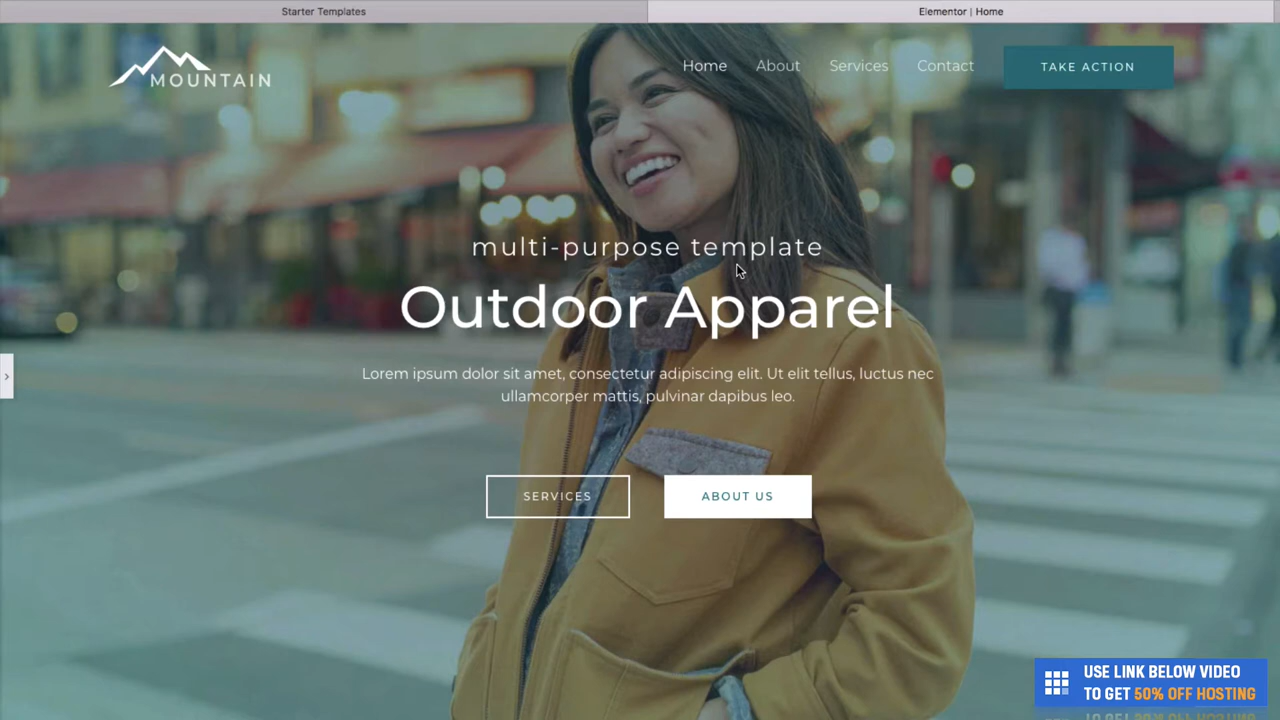 Starter Templates
Elementor | Home
MOUNTAIN
Home
About
Services
Contact
TAKE ACTION
multi-purpose template
Outdoor Apparel
Lorem ipsum dolor sit amet, consectetur adipiscing elit. Ut elit tellus, luctus nec
ullamcorper mattis, pulvinar dapibus leo.
SERVICES
ABOUT US
USE LINK BELOW VIDEO
TO GET 50% OFF HOSTING